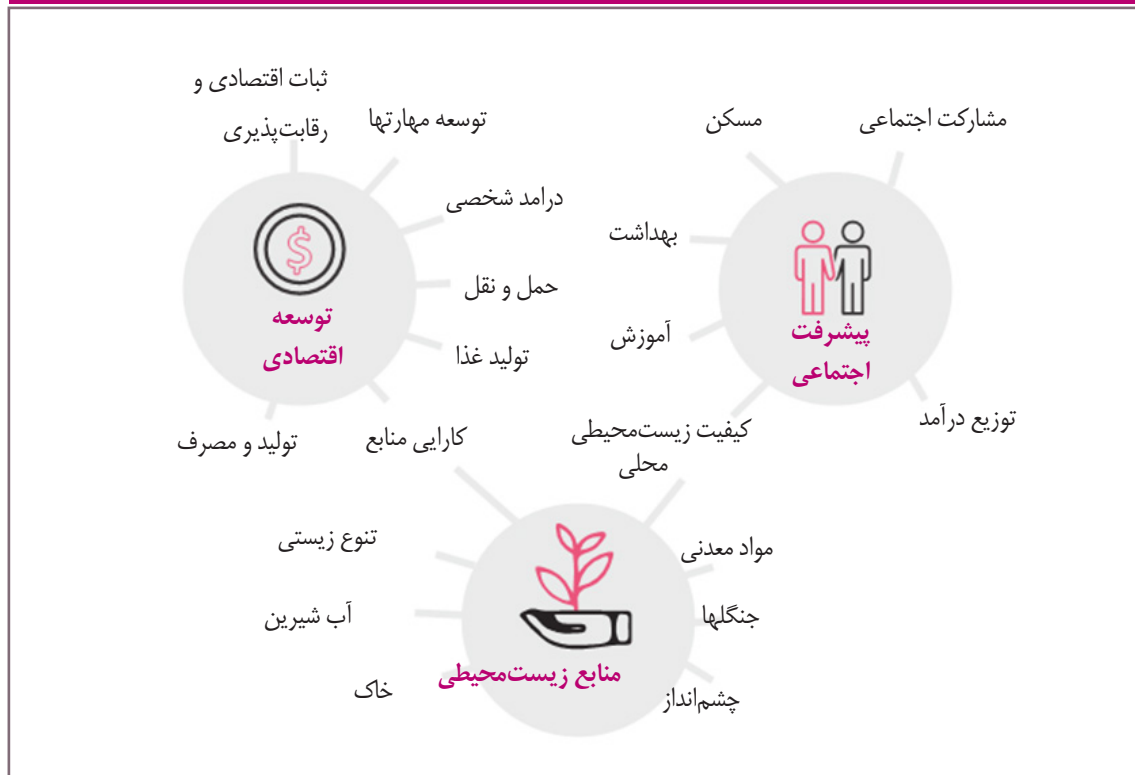 ثبات اقتصادی و
رقابت‌پذیری
توسعه مهارتها
مسکن
مشارکت اجتماعی
درامد شخصی
بهداشت
حمل و نقل
توسعه
اقتصادی
تولید غذا
آموزش
پیشرفت
اجتماعی
توزیع درآمد
تولید و مصرف
کارایی منابع
کیفیت زیست‌محیطی
محلی
تنوع زیستی
مواد معدنی
آب شیرین
جنگلها
خاک
منابع زیست‌محیطی
چشم‌انداز